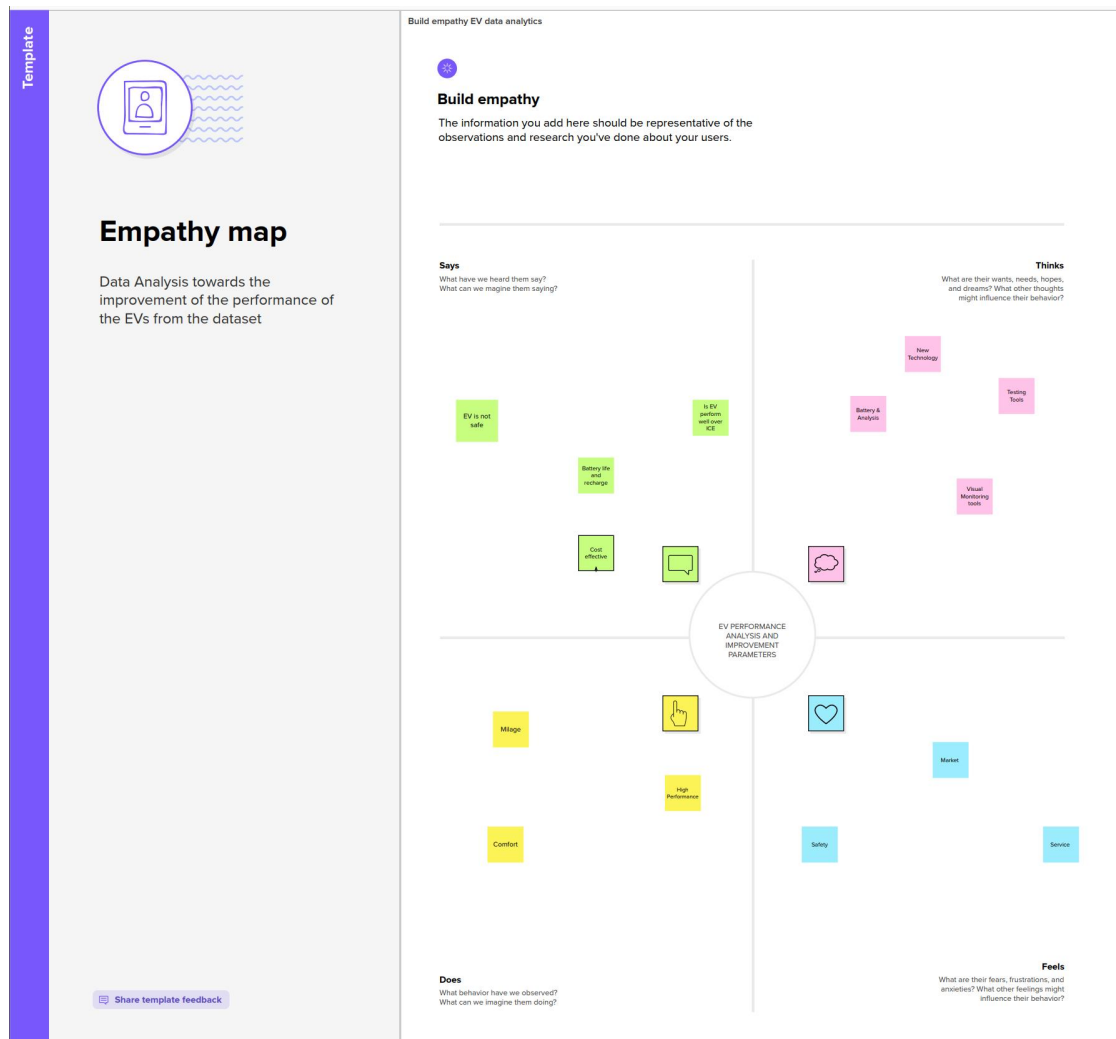 Template
Empathy map
Data Analysis towards the
improvement of the performance of
the EVs from the dataset
Share template feedback
Build empathy EV data analytics
Build empathy
The information you add here should be representative of the
observations and research you've done about your users.
Says
What have we heard them say?
What can we magine them saying?
Thinks
What are their wants, needs, hopes,
and dreams? What other thoughts
might influence their behavior?
EV is not
safe
Is EV
perform
well over
ICE
Battery life
and
recharge
Cost
effective
New
Technology
Testing
Tools
Battery &
Analysis
Visual
Monitoring
tools
EV PERFORMANCE
ANALYSIS AND
IMPROVEMENT
PARAMETERS
Milage
High
Performance
Comfort
Market
Safety
Service
Does
What behavior have we observed?
What can we imagine them doing?
Feels
What are their fears, frustrations, and
anxieties? What other feelings might
influence their behavior?